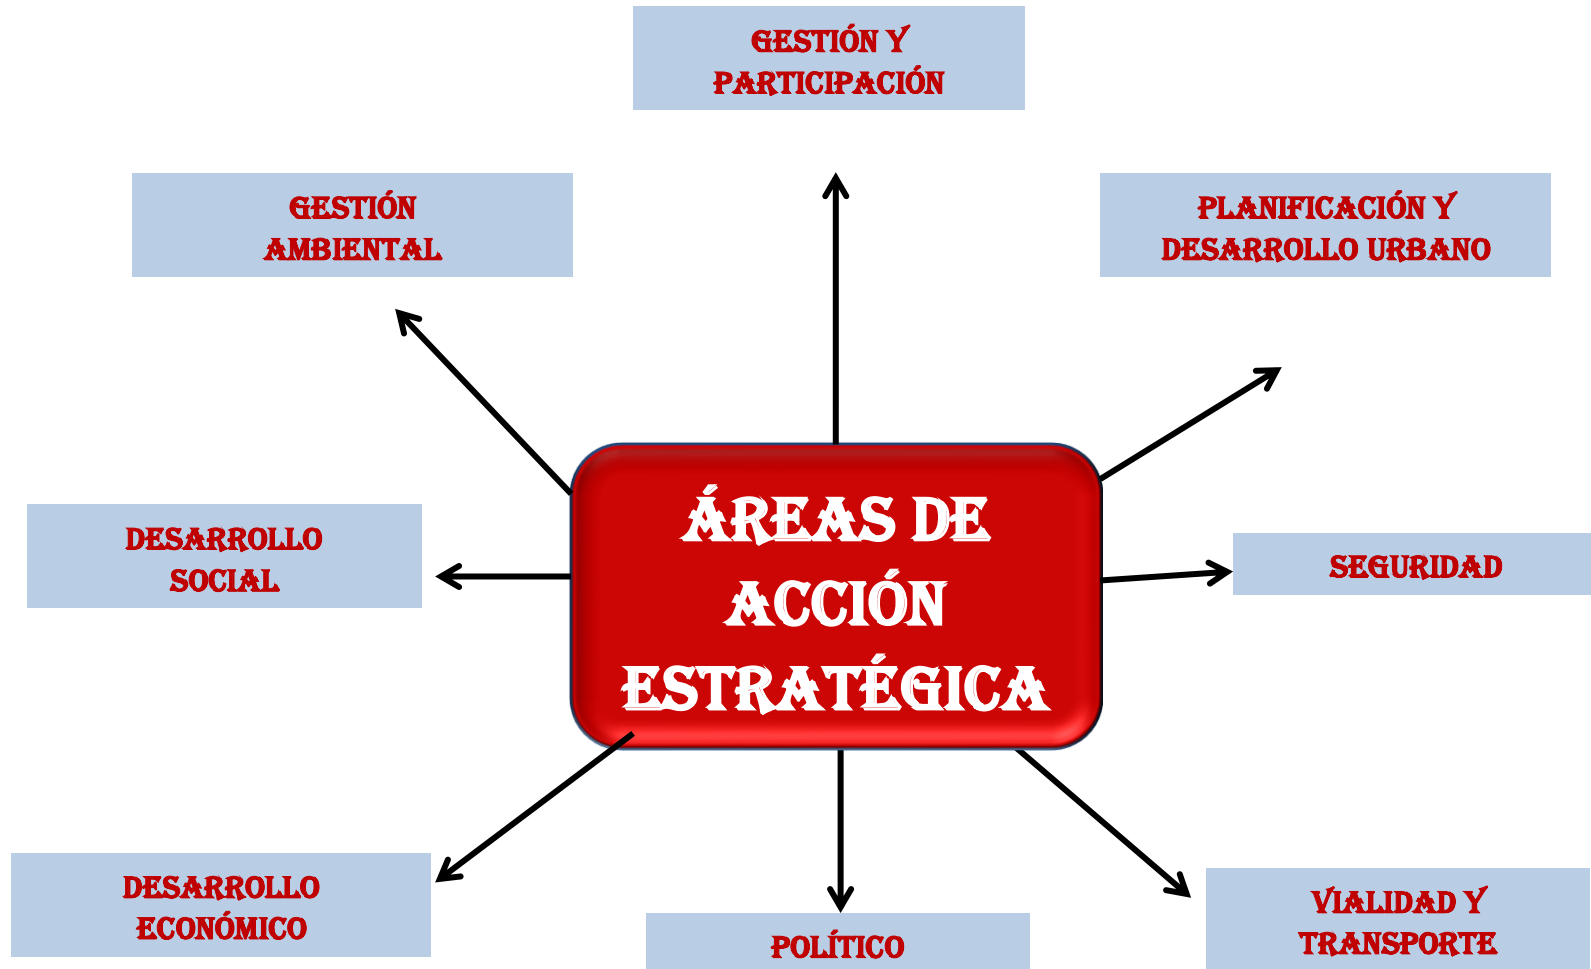 GESTIÓN Y
PARTICIPACIÓN
GESTIÓN
AMBIENTAL
PLANIFICACIÓN Y
DESARROLLO URBANO
ÁREAS DE
ACCIÓN
ESTRATÉGICA
DESARROLLO
SOCIAL
SEGURIDAD
DESARROLLO
ECONÓMICO
POLÍTICO
VIALIDAD Y
TRANSPORTE